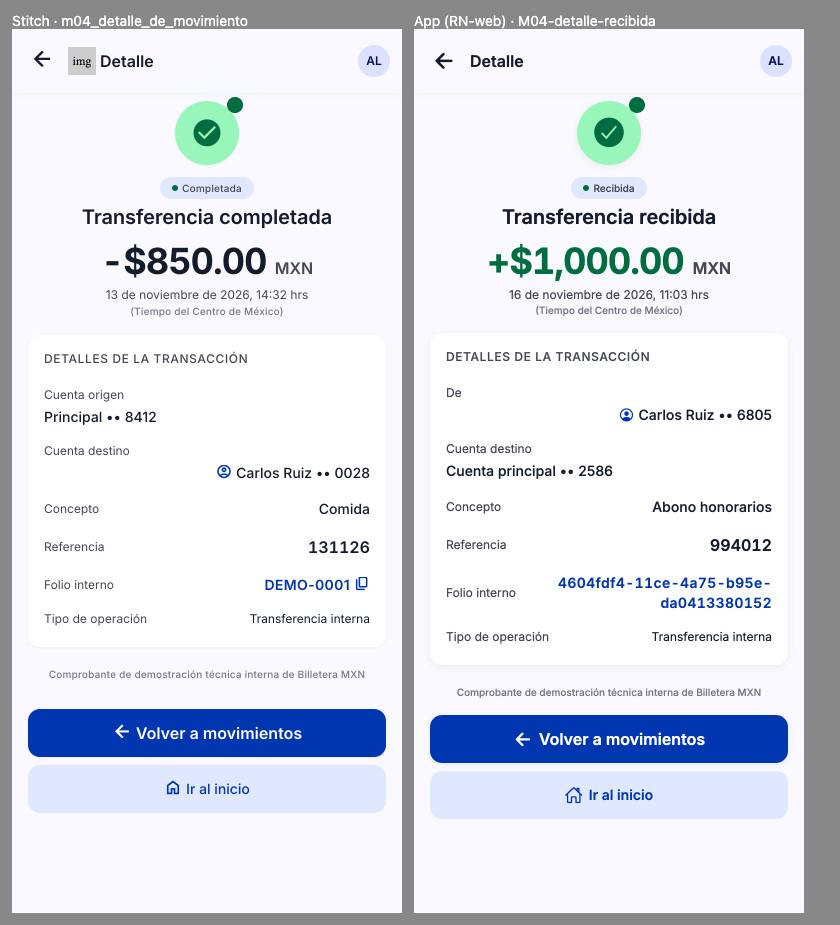 Stitch · m04_detalle_de_movimiento
img Detalle
AL
Completada
Transferencia completada
-$850.00 MXN
13 de noviembre de 2026, 14:32 hrs
(Tiempo del Centro de México)
DETALLES DE LA TRANSACCIÓN
Cuenta origen
Principal •• 8412
Cuenta destino
Carlos Ruiz •• 0028
Concepto Comida
Referencia 131126
Folio interno DEMO-0001
Tipo de operación Transferencia interna
Comprobante de demostración técnica interna de Billetera MXN
Volver a movimientos
Ir al inicio
App (RN-web) · M04-detalle-recibida
Detalle
AL
Recibida
Transferencia recibida
+$1,000.00 MXN
16 de noviembre de 2026, 11:03 hrs
(Tiempo del Centro de México)
DETALLES DE LA TRANSACCIÓN
De
Carlos Ruiz •• 6805
Cuenta destino
Cuenta principal •• 2586
Concepto Abono honorarios
Referencia 994012
Folio interno 4604fdf4-11ce-4a75-b95e-
da0413380152
Tipo de operación Transferencia interna
Comprobante de demostración técnica interna de Billetera MXN
Volver a movimientos
Ir al inicio